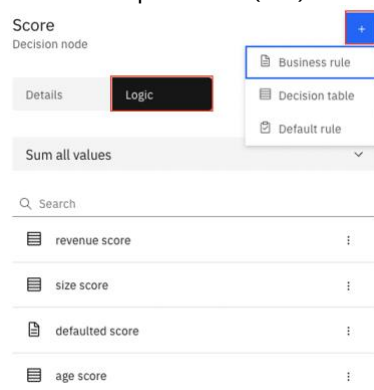 Score
Decision node
+
Business rule
Details
Logic
Decision table
Default rule
Sum all values
Search
revenue score
size score
defaulted score
age score